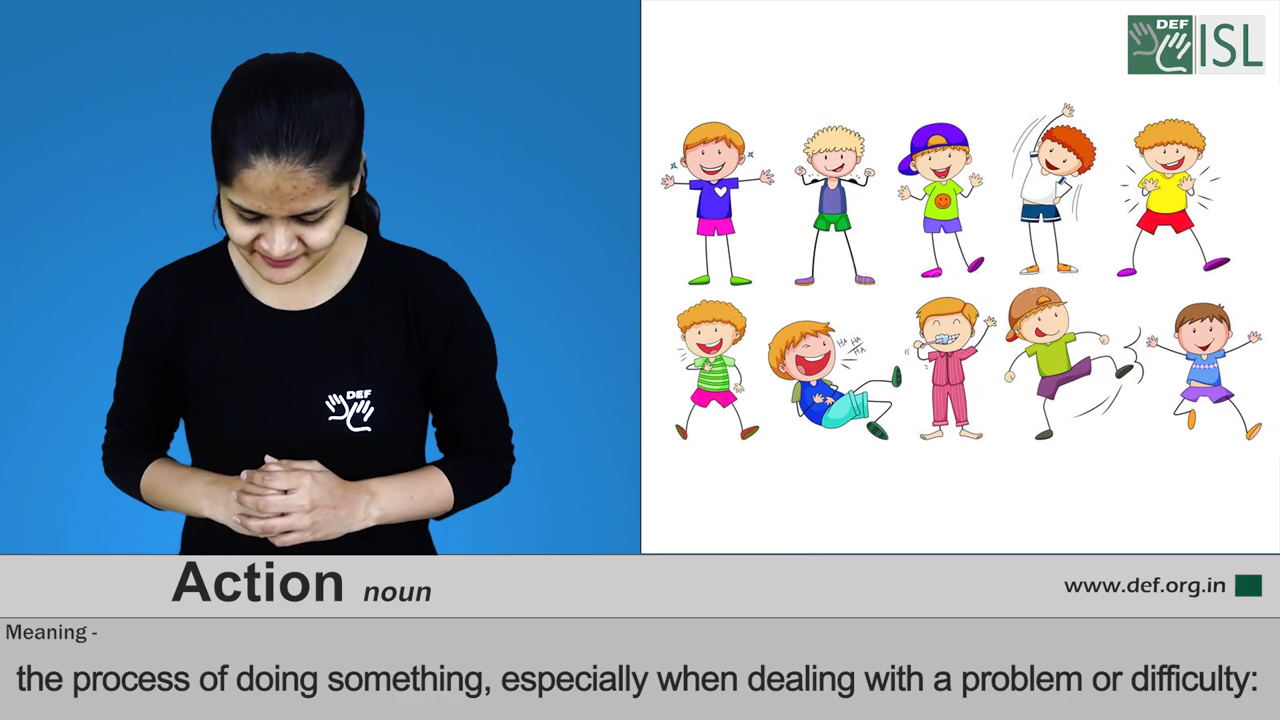 DEF
ISL
HA
HA
HA
DEF
Action noun
www.def.org.in
Meaning -
the process of doing something, especially when dealing with a problem or difficulty: